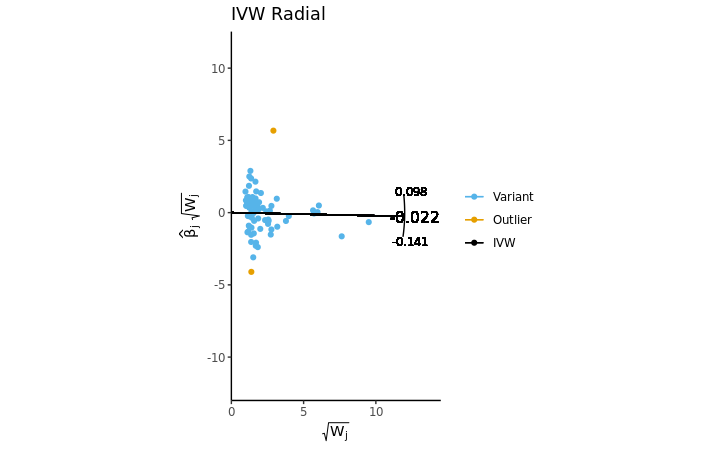 IVW Radial
10
5
0
-5
-10
β̂j √Wj
0.098
-0.022
-0.141
Variant
Outlier
IVW
0 5 10
√Wj